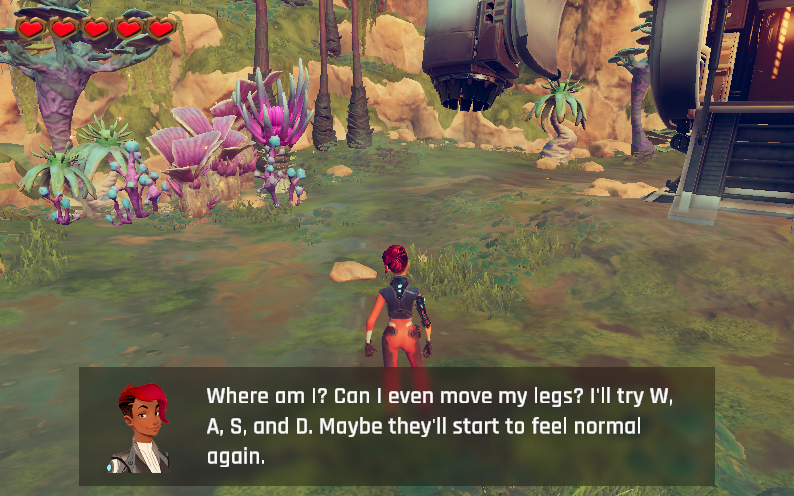 Where am I? Can I even move my legs? I'll try W,
A, S, and D. Maybe they'll start to feel normal
again.